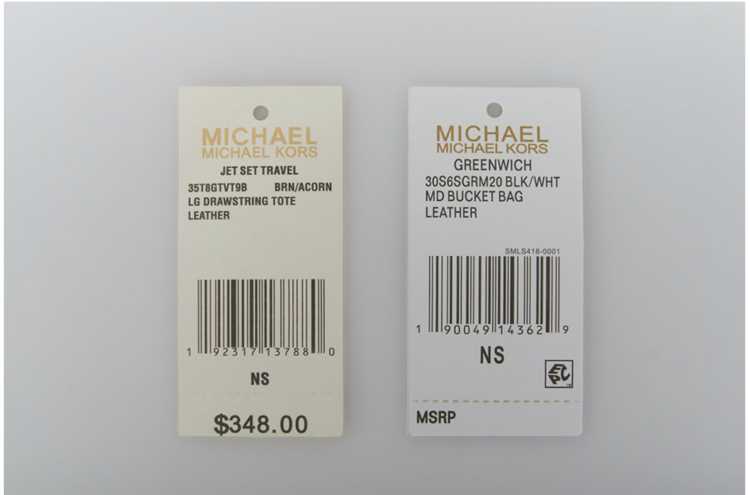 MICHAEL
MICHAEL KORS
JET SET TRAVEL
35T8GTVT9B BRN/ACORN
LG DRAWSTRING TOTE
LEATHER
1 92317 13788 0
NS
$348.00
MICHAEL
MICHAEL KORS
GREENWICH
30S6SGRM20 BLK/WHT
MD BUCKET BAG
LEATHER
SMLS418-0001
1 90049 14362 9
NS
EPC
MSRP